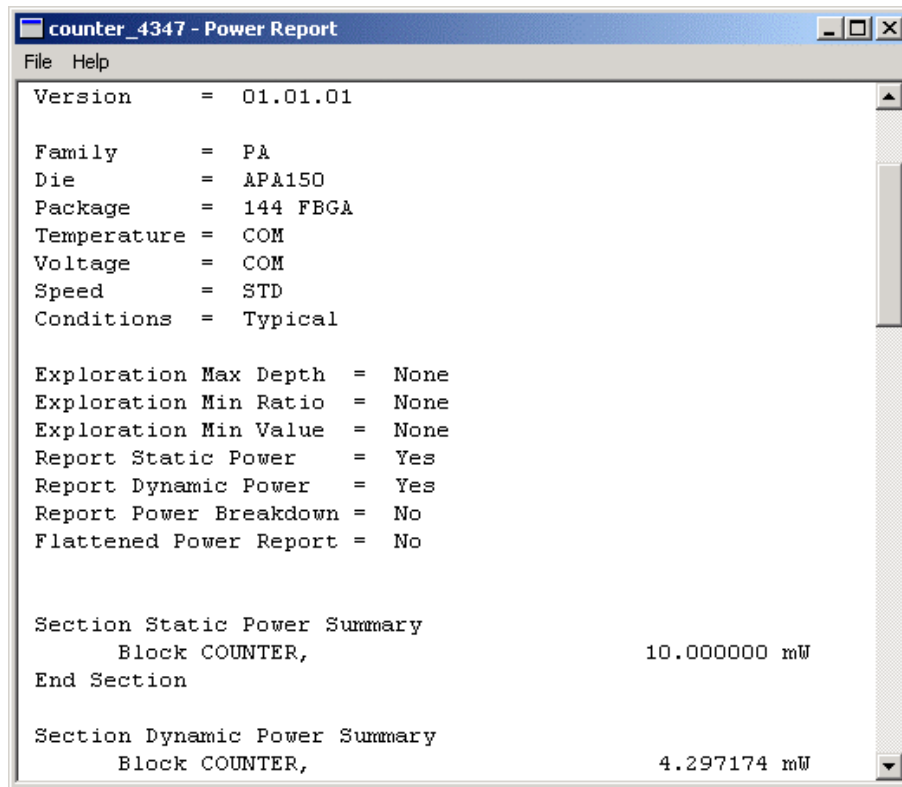 counter_4347 - Power Report
File Help
Version = 01.01.01
Family = PA
Die = APA150
Package = 144 FBGA
Temperature = COM
Voltage = COM
Speed = STD
Conditions = Typical
Exploration Max Depth = None
Exploration Min Ratio = None
Exploration Min Value = None
Report Static Power = Yes
Report Dynamic Power = Yes
Report Power Breakdown = No
Flattened Power Report = No
Section Static Power Summary
Block COUNTER, 10.000000 mW
End Section
Section Dynamic Power Summary
Block COUNTER, 4.297174 mW